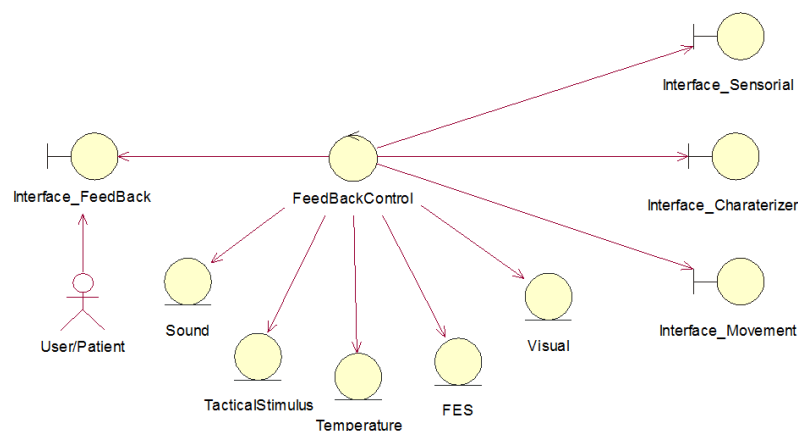 Interface_Sensorial
Interface_FeedBack
FeedBackControl
Interface_Charaterizer
Sound
Visual
Interface_Movement
User/Patient
TacticalStimulus
Temperature
FES